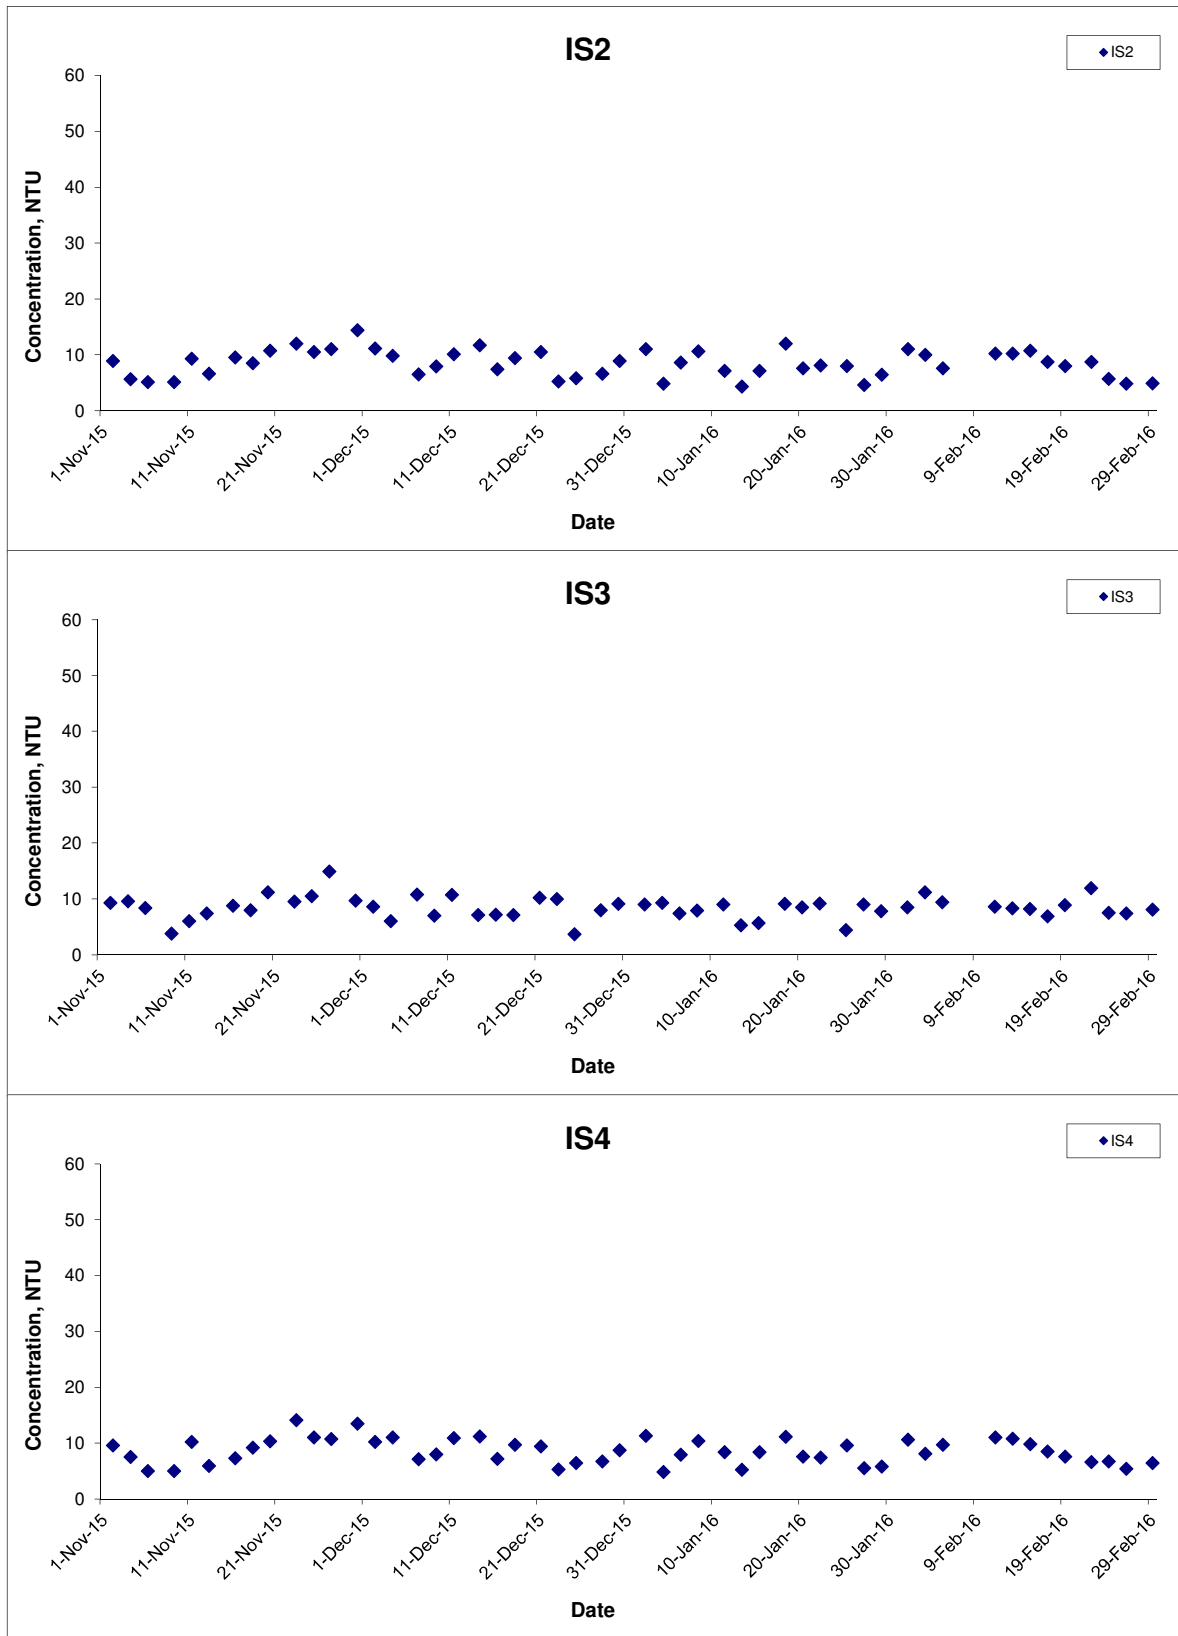 IS2
IS2
60
50
40
30
20
10
0
Concentration, NTU
1-Nov-15
11-Nov-15
21-Nov-15
1-Dec-15
11-Dec-15
21-Dec-15
31-Dec-15
10-Jan-16
20-Jan-16
30-Jan-16
9-Feb-16
19-Feb-16
29-Feb-16
Date
IS3
IS3
60
50
40
30
20
10
0
Concentration, NTU
1-Nov-15
11-Nov-15
21-Nov-15
1-Dec-15
11-Dec-15
21-Dec-15
31-Dec-15
10-Jan-16
20-Jan-16
30-Jan-16
9-Feb-16
19-Feb-16
29-Feb-16
Date
IS4
IS4
60
50
40
30
20
10
0
Concentration, NTU
1-Nov-15
11-Nov-15
21-Nov-15
1-Dec-15
11-Dec-15
21-Dec-15
31-Dec-15
10-Jan-16
20-Jan-16
30-Jan-16
9-Feb-16
19-Feb-16
29-Feb-16
Date